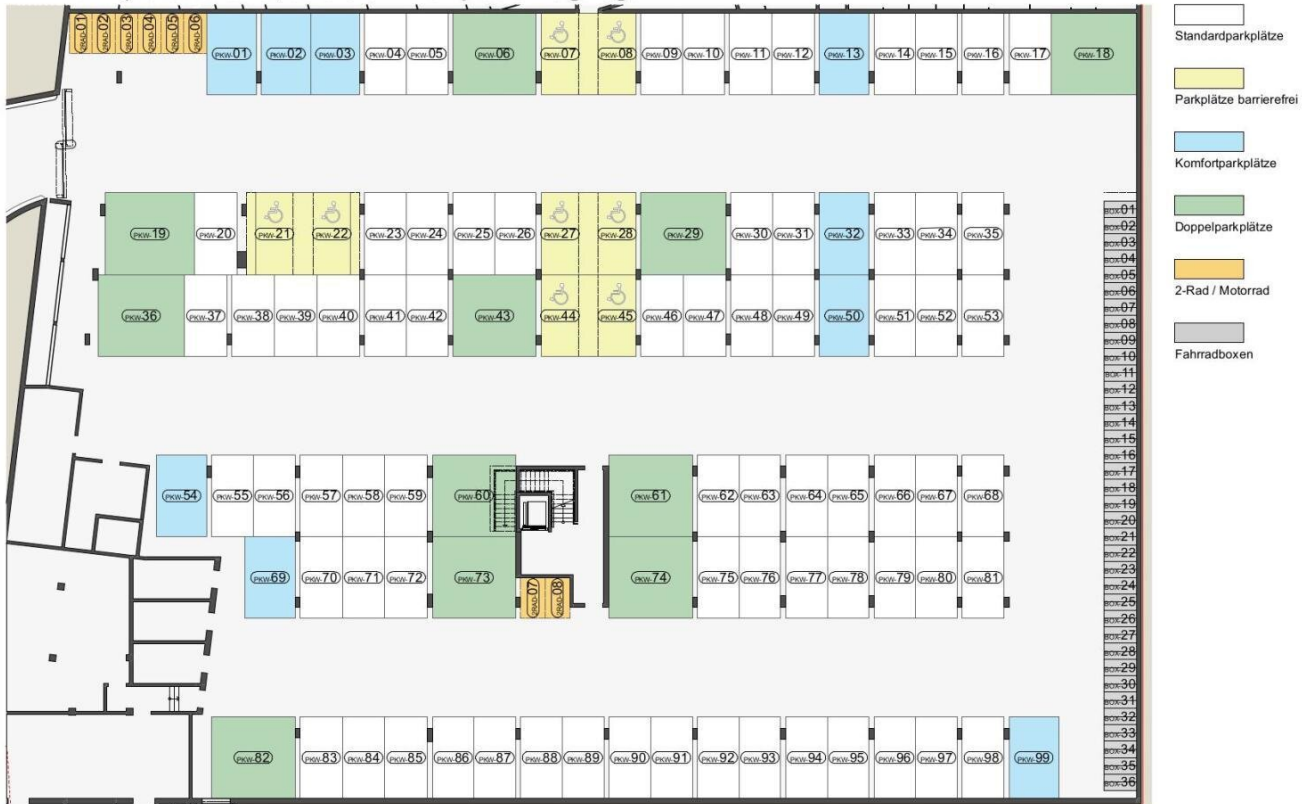 2RAD-01 2RAD-02 2RAD-03 2RAD-04 2RAD-05 2RAD-06
PKW-01 PKW-02 PKW-03 PKW-04 PKW-05 PKW-06 PKW-07 PKW-08 PKW-09 PKW-10 PKW-11 PKW-12 PKW-13 PKW-14 PKW-15 PKW-16 PKW-17 PKW-18
PKW-19 PKW-20 PKW-21 PKW-22 PKW-23 PKW-24 PKW-25 PKW-26 PKW-27 PKW-28 PKW-29 PKW-30 PKW-31 PKW-32 PKW-33 PKW-34 PKW-35
PKW-36 PKW-37 PKW-38 PKW-39 PKW-40 PKW-41 PKW-42 PKW-43 PKW-44 PKW-45 PKW-46 PKW-47 PKW-48 PKW-49 PKW-50 PKW-51 PKW-52 PKW-53
PKW-54 PKW-55 PKW-56 PKW-57 PKW-58 PKW-59 PKW-60 PKW-61 PKW-62 PKW-63 PKW-64 PKW-65 PKW-66 PKW-67 PKW-68
PKW-69 PKW-70 PKW-71 PKW-72 PKW-73 2RAD-07 2RAD-08 PKW-74 PKW-75 PKW-76 PKW-77 PKW-78 PKW-79 PKW-80 PKW-81
PKW-82 PKW-83 PKW-84 PKW-85 PKW-86 PKW-87 PKW-88 PKW-89 PKW-90 PKW-91 PKW-92 PKW-93 PKW-94 PKW-95 PKW-96 PKW-97 PKW-98 PKW-99
BOX-01
BOX-02
BOX-03
BOX-04
BOX-05
BOX-06
BOX-07
BOX-08
BOX-09
BOX-10
BOX-11
BOX-12
BOX-13
BOX-14
BOX-15
BOX-16
BOX-17
BOX-18
BOX-19
BOX-20
BOX-21
BOX-22
BOX-23
BOX-24
BOX-25
BOX-26
BOX-27
BOX-28
BOX-29
BOX-30
BOX-31
BOX-32
BOX-33
BOX-34
BOX-35
BOX-36
Standardparkplätze
Parkplätze barrierefrei
Komfortparkplätze
Doppelparkplätze
2-Rad / Motorrad
Fahrradboxen